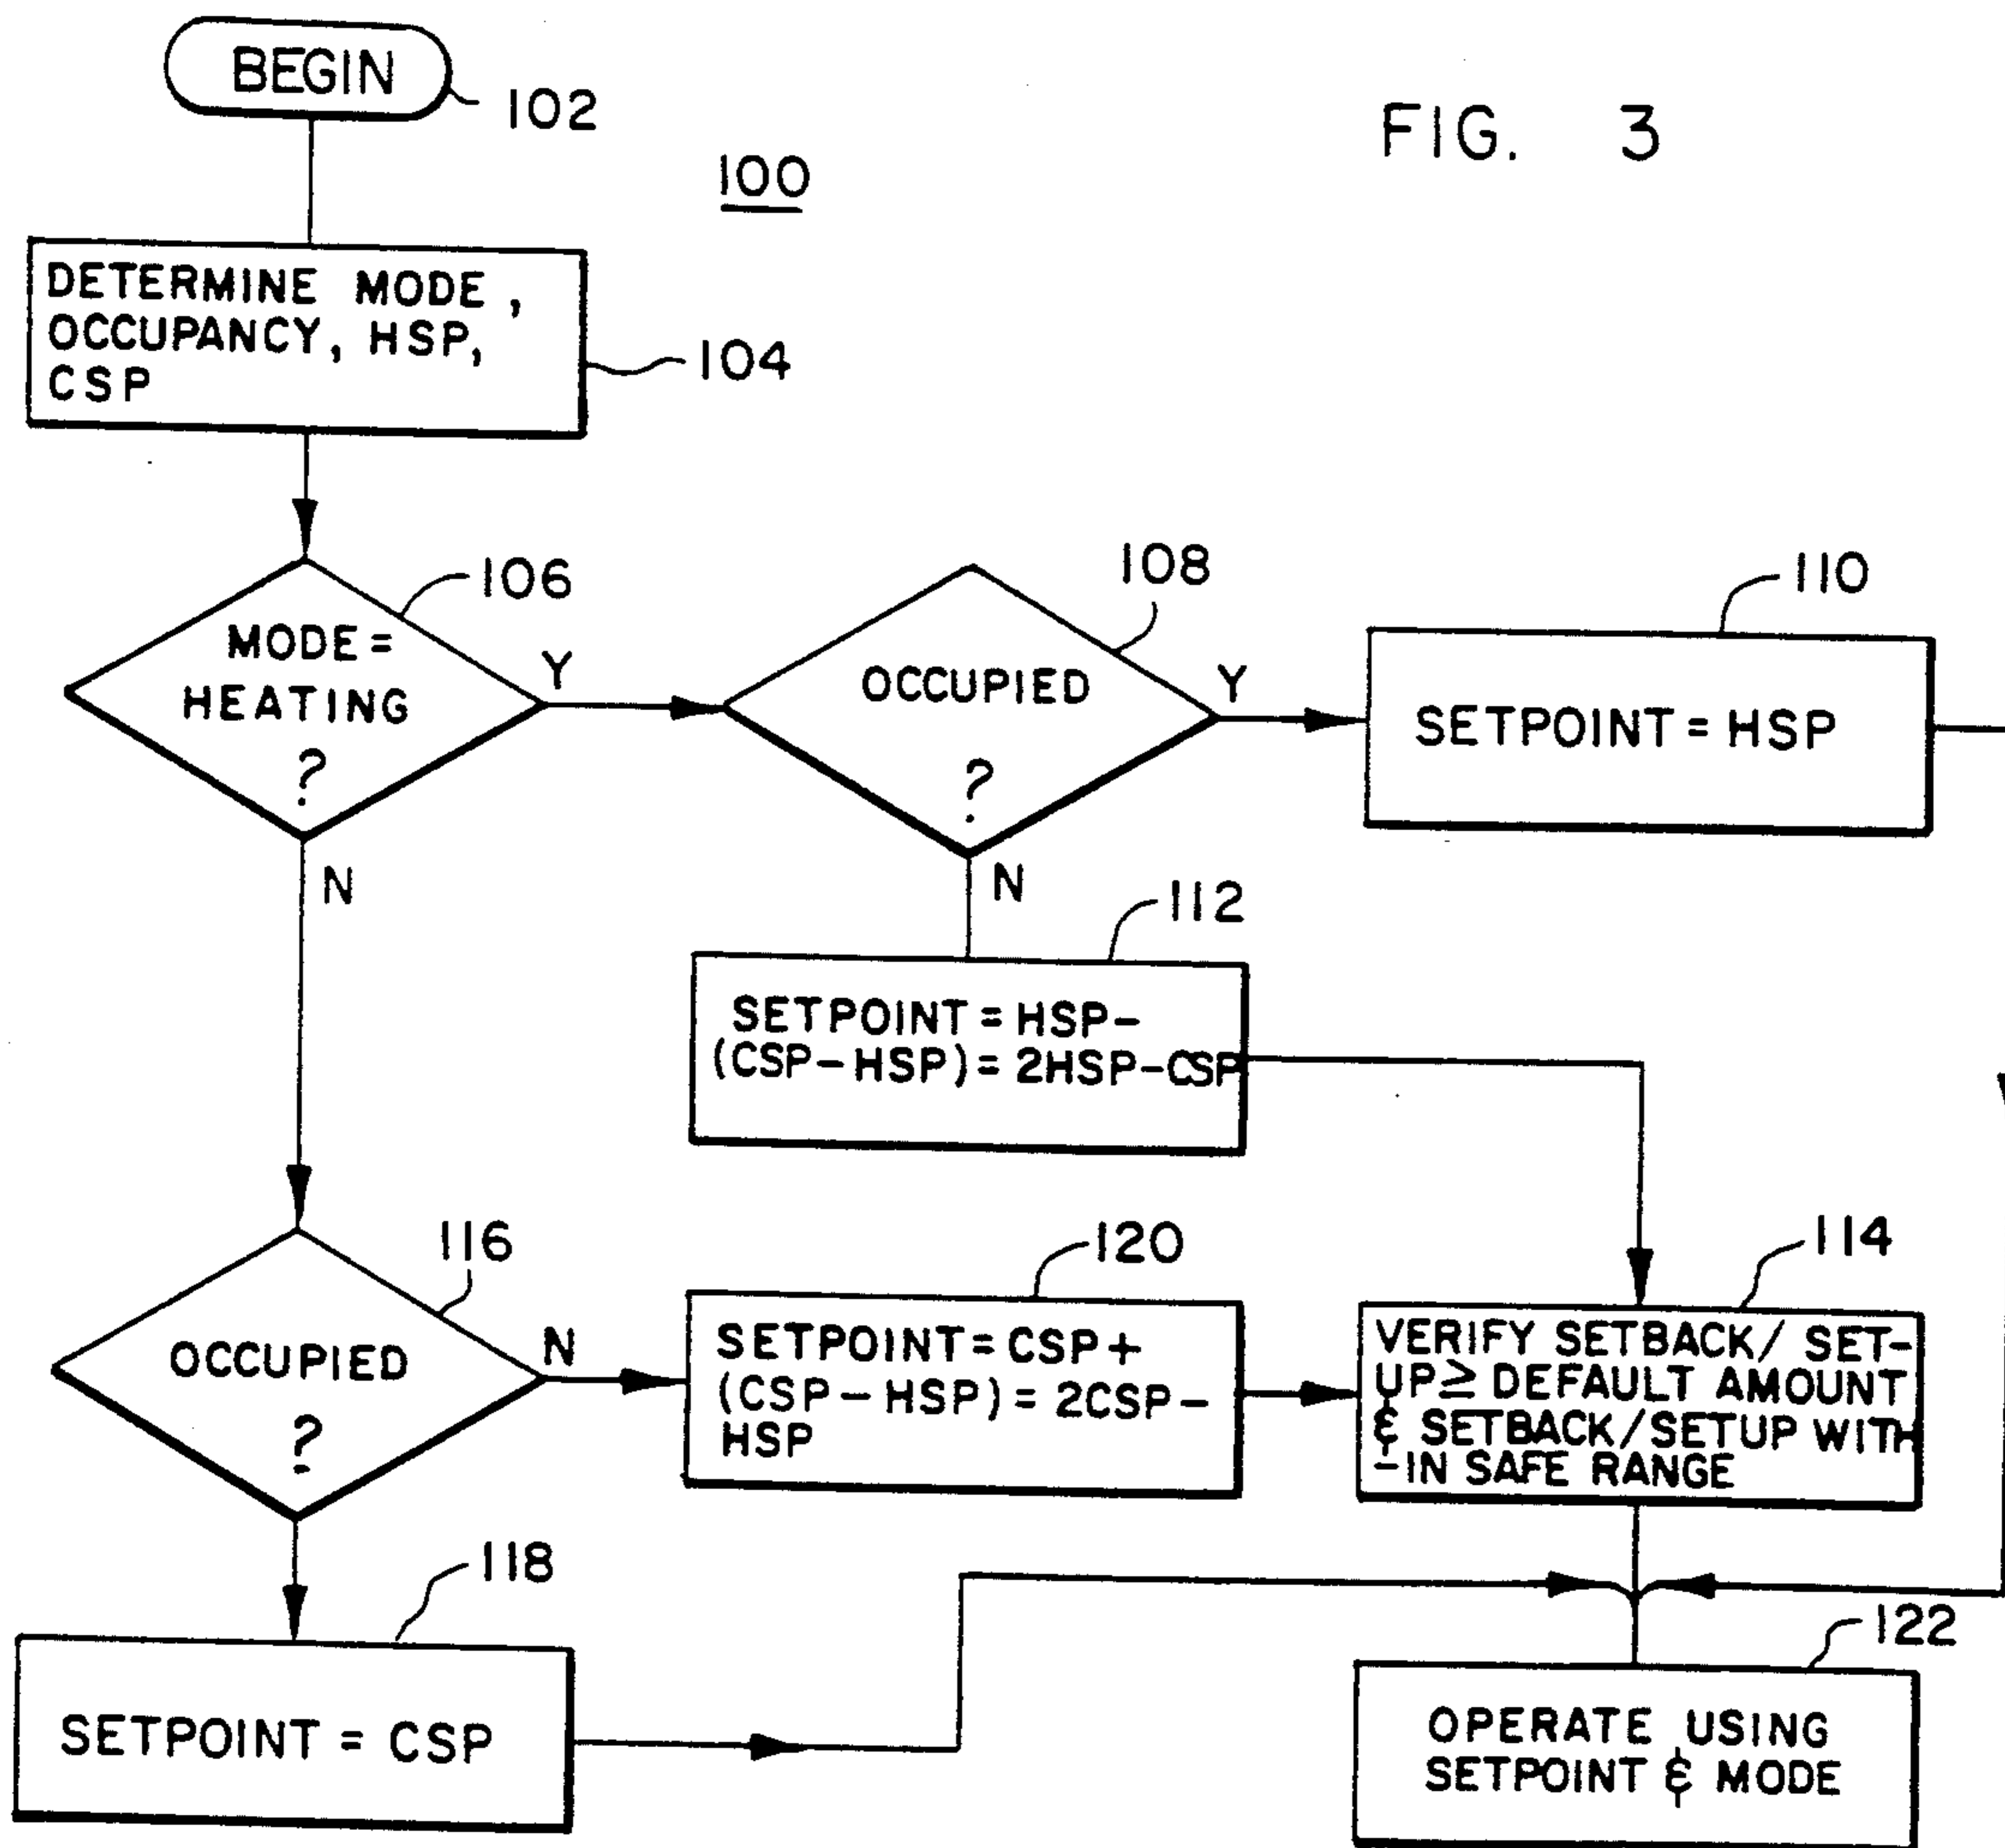 BEGIN
102
FIG. 3
100
DETERMINE MODE,
OCCUPANCY, HSP,
CSP
104
106
MODE =
HEATING
?
Y
N
108
OCCUPIED
?
Y
N
110
SETPOINT = HSP
112
SETPOINT = HSP-
(CSP-HSP) = 2HSP-CSP
116
OCCUPIED
?
N
120
SETPOINT = CSP +
(CSP - HSP) = 2CSP -
HSP
114
VERIFY SETBACK/ SET-
UP ≥ DEFAULT AMOUNT
& SETBACK/SETUP WITH
-IN SAFE RANGE
118
SETPOINT = CSP
122
OPERATE USING
SETPOINT & MODE